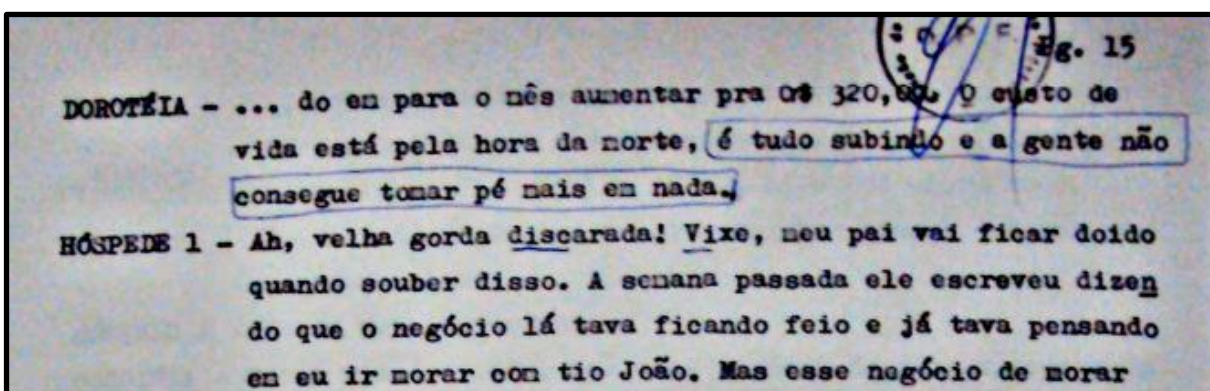 Pg. 15
DOROTÉIA - ... do em para o mês aumentar pra Cr$ 320,00. O custo de
vida está pela hora da morte, é tudo subindo e a gente não
consegue tomar pé mais em nada.
HÓSPEDE 1 - Ah, velha gorda discarada! Vixe, meu pai vai ficar doido
quando souber disso. A semana passada ele escreveu dizen
do que o negócio lá tava ficando feio e já tava pensando
em eu ir morar com tio João. Mas esse negócio de morar